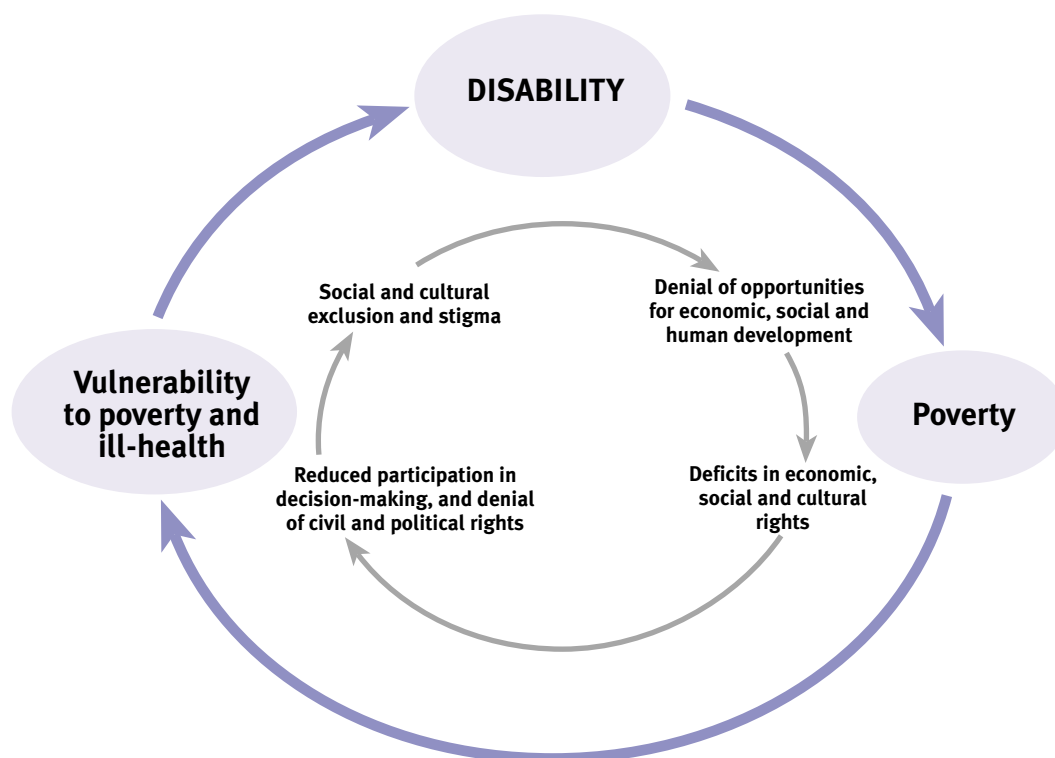 DISABILITY
Social and cultural
exclusion and stigma
Denial of opportunities
for economic, social and
human development
Vulnerability
to poverty and
ill-health
Poverty
Reduced participation in
decision-making, and denial
of civil and political rights
Deficits in economic,
social and cultural
rights